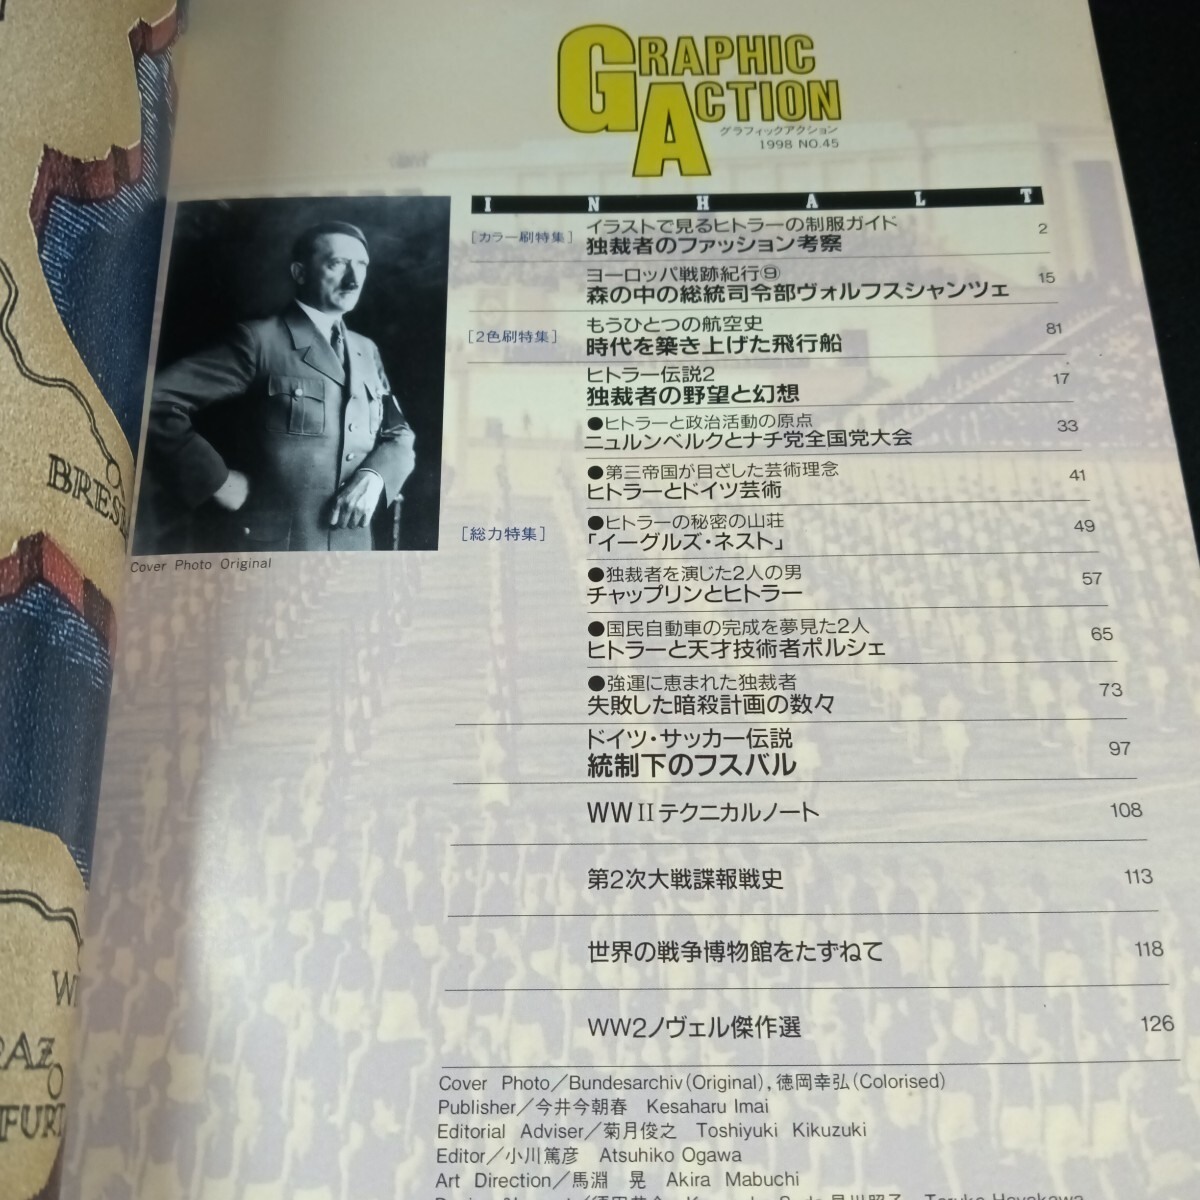 GRAPHIC
ACTION
グラフィックアクション
1998 NO.45
INHALT
[カラー刷特集]
イラストで見るヒトラーの制服ガイド
独裁者のファッション考察
2
ヨーロッパ戦跡紀行⑨
森の中の総統司令部ヴォルフスシャンツェ
15
[2色刷特集]
もうひとつの航空史
時代を築き上げた飛行船
81
ヒトラー伝説2
独裁者の野望と幻想
17
●ヒトラーと政治活動の原点
ニュルンベルクとナチ党全国党大会
33
●第三帝国が目ざした芸術理念
ヒトラーとドイツ芸術
41
[総力特集]
●ヒトラーの秘密の山荘
「イーグルズ・ネスト」
49
●独裁者を演じた2人の男
チャップリンとヒトラー
57
●国民自動車の完成を夢見た2人
ヒトラーと天才技術者ポルシェ
65
●強運に恵まれた独裁者
失敗した暗殺計画の数々
73
ドイツ・サッカー伝説
統制下のフスバル
97
WWⅡテクニカルノート
108
第2次大戦諜報戦史
113
世界の戦争博物館をたずねて
118
WW2ノヴェル傑作選
126
Cover Photo Original
Cover Photo／Bundesarchiv(Original),徳岡幸弘(Colorised)
Publisher／今井今朝春 Kesaharu Imai
Editorial Adviser／菊月俊之 Toshiyuki Kikuzuki
Editor／小川篤彦 Atsuhiko Ogawa
Art Direction／馬淵 晃 Akira Mabuchi
BRES